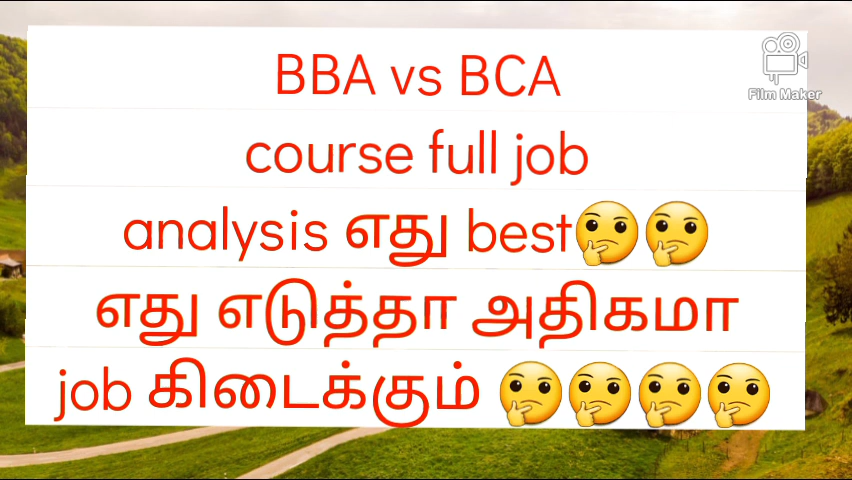 BBA vs BCA
course full job
analysis எது best🤔🤔
எது எடுத்தா அதிகமா
job கிடைக்கும் 🤔🤔🤔🤔
Film Maker